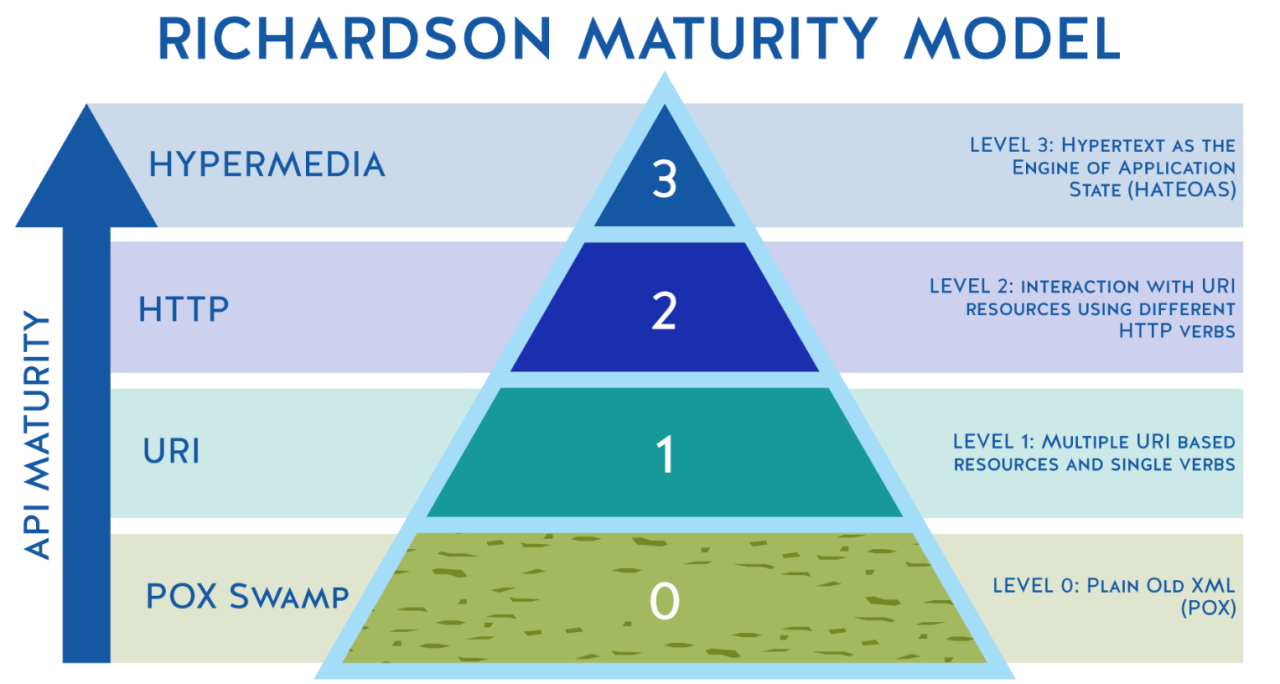 RICHARDSON MATURITY MODEL
API MATURITY
HYPERMEDIA
3
LEVEL 3: HYPERTEXT AS THE
ENGINE OF APPLICATION
STATE (HATEOAS)
HTTP
2
LEVEL 2: INTERACTION WITH URI
RESOURCES USING DIFFERENT
HTTP VERBS
URI
1
LEVEL 1: MULTIPLE URI BASED
RESOURCES AND SINGLE VERBS
POX SWAMP
0
LEVEL 0: PLAIN OLD XML
(POX)